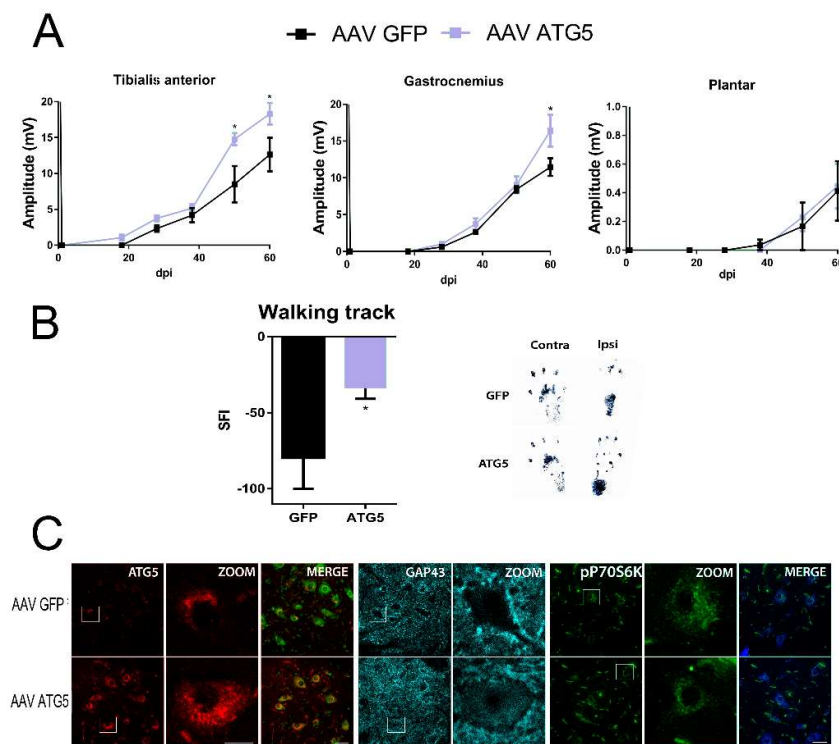 A
AAV GFP AAV ATG5
Tibialis anterior
Amplitude (mV)
20
15
10
5
0
0 20 40 60
dpi
* *
Gastrocnemius
Amplitude (mV)
20
15
10
5
0
0 20 40 60
dpi
*
Plantar
Amplitude (mV)
1.0
0.8
0.6
0.4
0.2
0.0
0 20 40 60
dpi
B
Walking track
SFI
0
-50
-100
*
GFP ATG5
Contra Ipsi
GFP
ATG5
C
ATG5 ZOOM MERGE GAP43 ZOOM pP70S6K ZOOM MERGE
AAV GFP
AAV ATG5